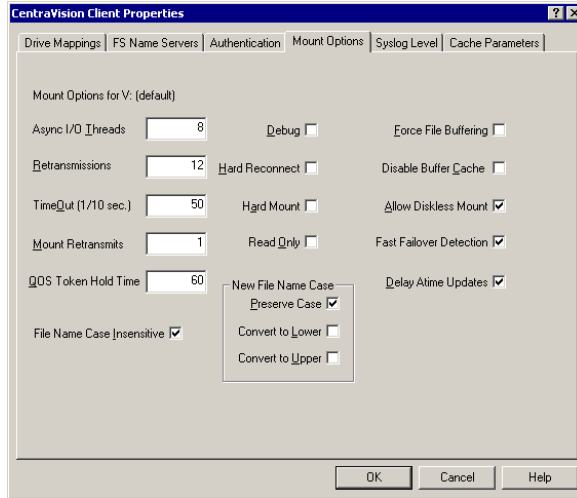 CentraVision Client Properties
Drive Mappings FS Name Servers Authentication Mount Options Syslog Level Cache Parameters
Mount Options for V: (default)
Async I/O Threads 8 Debug Force File Buffering
Retransmissions 12 Hard Reconnect Disable Buffer Cache
TimeOut (1/10 sec.) 50 Hard Mount Allow Diskless Mount
Mount Retransmits 1 Read Only Fast Failover Detection
QOS Token Hold Time 60 New File Name Case Delay Atime Updates
Preserve Case
File Name Case Insensitive Convert to Lower
Convert to Upper
OK Cancel Help